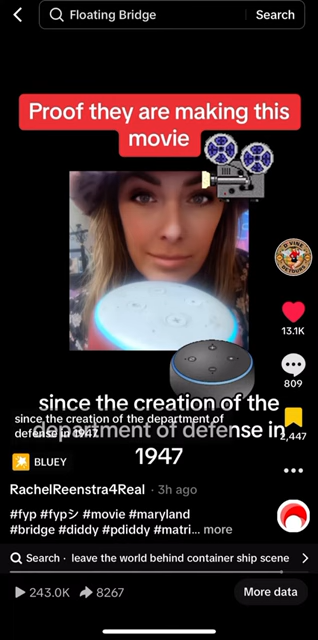 Floating Bridge
Search
Proof they are making this
movie
D'VINE
DETOURS
13.1K
809
since the creation of the
department of defense in
1947
since the creation of the department of
defense in 1947
2,447
BLUEY
RachelReenstra4Real · 3h ago
#fyp #fypシ #movie #maryland
#bridge #diddy #pdiddy #matri... more
Search · leave the world behind container ship scene
243.0K
8267
More data